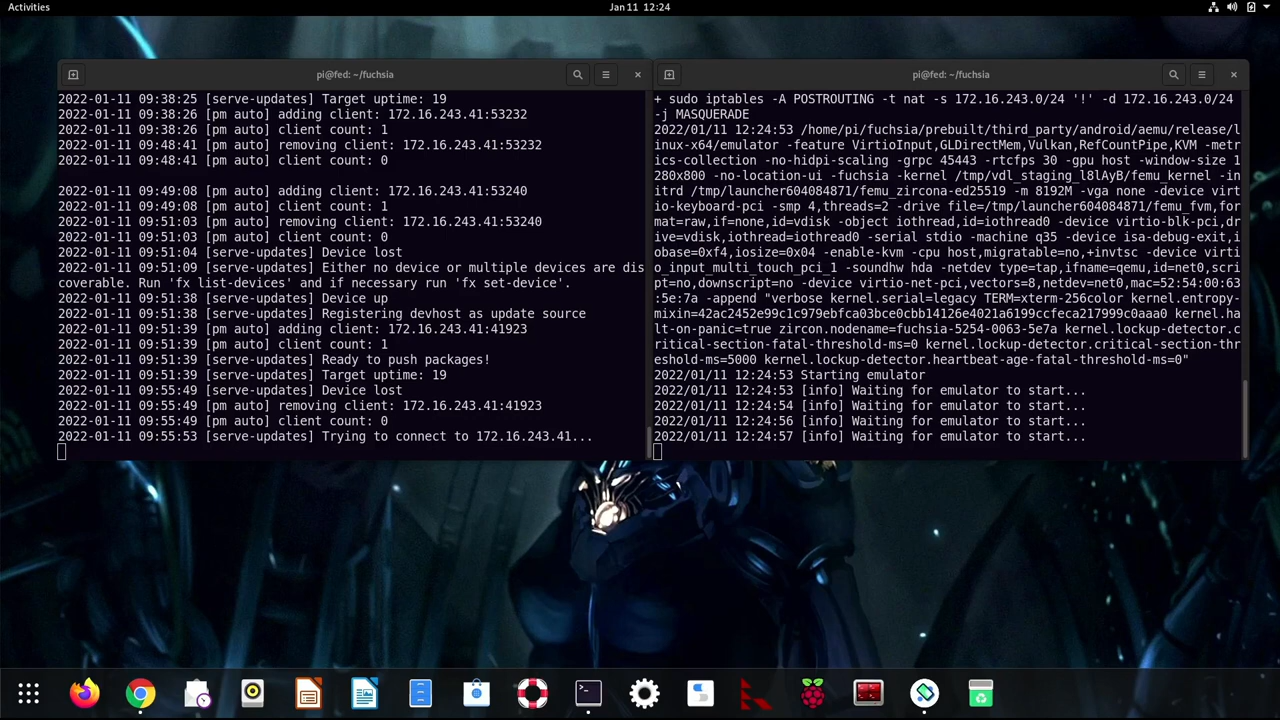 Activities
Jan 11 12:24
pi@fed: ~/fuchsia
2022-01-11 09:38:25 [serve-updates] Target uptime: 19
2022-01-11 09:38:26 [pm auto] adding client: 172.16.243.41:53232
2022-01-11 09:38:26 [pm auto] client count: 1
2022-01-11 09:48:41 [pm auto] removing client: 172.16.243.41:53232
2022-01-11 09:48:41 [pm auto] client count: 0
2022-01-11 09:49:08 [pm auto] adding client: 172.16.243.41:53240
2022-01-11 09:49:08 [pm auto] client count: 1
2022-01-11 09:51:03 [pm auto] removing client: 172.16.243.41:53240
2022-01-11 09:51:03 [pm auto] client count: 0
2022-01-11 09:51:04 [serve-updates] Device lost
2022-01-11 09:51:09 [serve-updates] Either no device or multiple devices are dis
coverable. Run 'fx list-devices' and if necessary run 'fx set-device'.
2022-01-11 09:51:38 [serve-updates] Device up
2022-01-11 09:51:38 [serve-updates] Registering devhost as update source
2022-01-11 09:51:39 [pm auto] adding client: 172.16.243.41:41923
2022-01-11 09:51:39 [pm auto] client count: 1
2022-01-11 09:51:39 [serve-updates] Ready to push packages!
2022-01-11 09:51:39 [serve-updates] Target uptime: 19
2022-01-11 09:55:49 [serve-updates] Device lost
2022-01-11 09:55:49 [pm auto] removing client: 172.16.243.41:41923
2022-01-11 09:55:49 [pm auto] client count: 0
2022-01-11 09:55:53 [serve-updates] Trying to connect to 172.16.243.41...
pi@fed: ~/fuchsia
+ sudo iptables -A POSTROUTING -t nat -s 172.16.243.0/24 '!' -d 172.16.243.0/24
-j MASQUERADE
2022/01/11 12:24:53 /home/pi/fuchsia/prebuilt/third_party/android/aemu/release/l
inux-x64/emulator -feature VirtioInput,GLDirectMem,Vulkan,RefCountPipe,KVM -metr
ics-collection -no-hidpi-scaling -grpc 45443 -rtcfps 30 -gpu host -window-size 1
280x800 -no-location-ui -fuchsia -kernel /tmp/vdl_staging_l8lAyB/femu_kernel -in
itrd /tmp/launcher604084871/femu_zircona-ed25519 -m 8192M -vga none -device virt
io-keyboard-pci -smp 4,threads=2 -drive file=/tmp/launcher604084871/femu_fvm,for
mat=raw,if=none,id=vdisk -object iothread,id=iothread0 -device virtio-blk-pci,dr
ive=vdisk,iothread=iothread0 -serial stdio -machine q35 -device isa-debug-exit,i
obase=0xf4,iosize=0x04 -enable-kvm -cpu host,migratable=no,+invtsc -device virti
o_input_multi_touch_pci_1 -soundhw hda -netdev type=tap,ifname=qemu,id=net0,scri
pt=no,downscript=no -device virtio-net-pci,vectors=8,netdev=net0,mac=52:54:00:63
:5e:7a -append "verbose kernel.serial=legacy TERM=xterm-256color kernel.entropy-
mixin=42ac2452e99c1c979ebfca03bce0cbb14126e4021a6199ccfeca217999c0aaa0 kernel.ha
lt-on-panic=true zircon.nodename=fuchsia-5254-0063-5e7a kernel.lockup-detector.c
ritical-section-fatal-threshold-ms=0 kernel.lockup-detector.critical-section-thr
eshold-ms=5000 kernel.lockup-detector.heartbeat-age-fatal-threshold-ms=0"
2022/01/11 12:24:53 Starting emulator
2022/01/11 12:24:53 [info] Waiting for emulator to start...
2022/01/11 12:24:54 [info] Waiting for emulator to start...
2022/01/11 12:24:56 [info] Waiting for emulator to start...
2022/01/11 12:24:57 [info] Waiting for emulator to start...